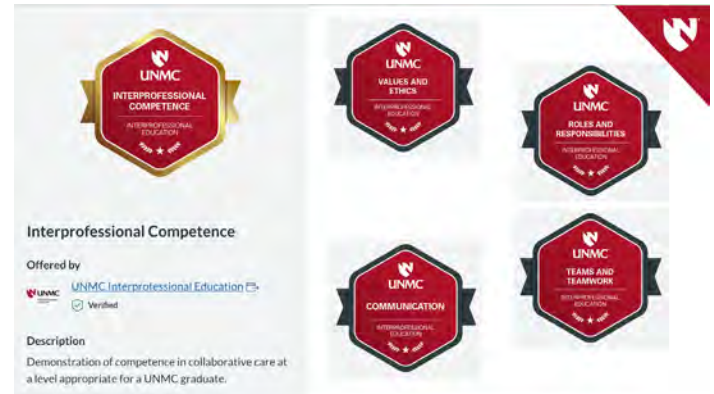 UNMC
INTERPROFESSIONAL
COMPETENCE
INTERPROFESSIONAL
EDUCATION
Interprofessional Competence
Offered by
UNMC
UNMC Interprofessional Education
Verified
Description
Demonstration of competence in collaborative care at
a level appropriate for a UNMC graduate.
UNMC
VALUES AND
ETHICS
INTERPROFESSIONAL
EDUCATION
UNMC
ROLES AND
RESPONSIBILITIES
INTERPROFESSIONAL
EDUCATION
UNMC
COMMUNICATION
INTERPROFESSIONAL
EDUCATION
UNMC
TEAMS AND
TEAMWORK
INTERPROFESSIONAL
EDUCATION